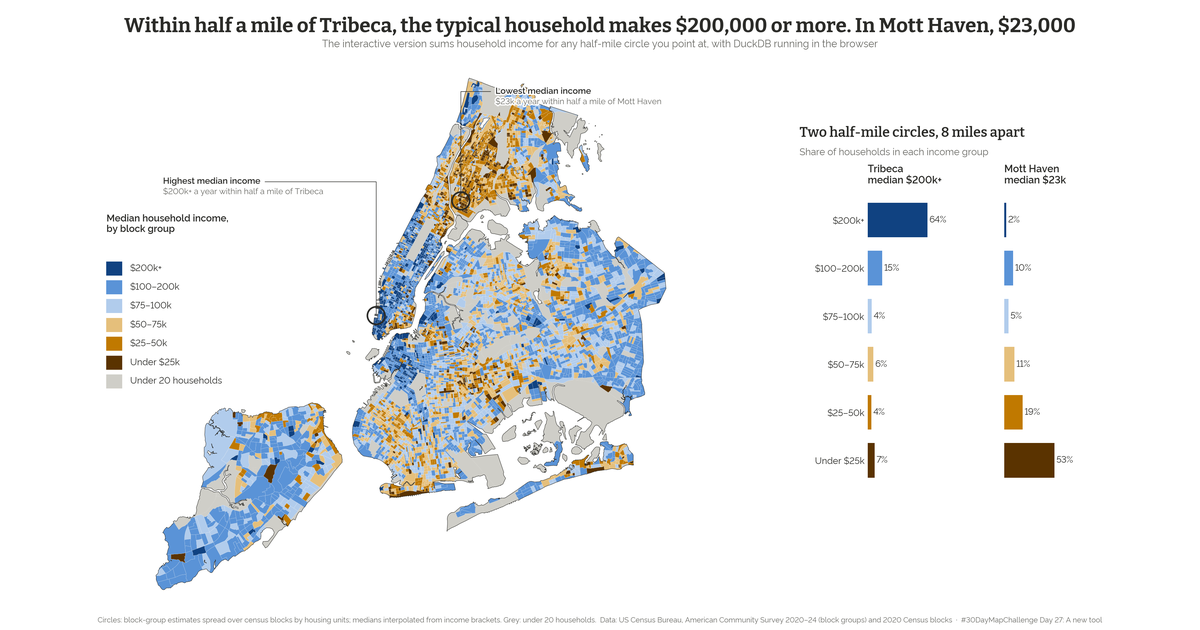 Within half a mile of Tribeca, the typical household makes $200,000 or more. In Mott Haven, $23,000
The interactive version sums household income for any half-mile circle you point at, with DuckDB running in the browser
Lowest median income
$23k a year within half a mile of Mott Haven
Highest median income
$200k+ a year within half a mile of Tribeca
Median household income,
by block group
$200k+
$100–200k
$75–100k
$50–75k
$25–50k
Under $25k
Under 20 households
Two half-mile circles, 8 miles apart
Share of households in each income group
Tribeca
median $200k+
Mott Haven
median $23k
$200k+ 64% 2%
$100–200k 15% 10%
$75–100k 4% 5%
$50–75k 6% 11%
$25–50k 4% 19%
Under $25k 7% 53%
Circles: block-group estimates spread over census blocks by housing units; medians interpolated from income brackets. Grey: under 20 households. Data: US Census Bureau, American Community Survey 2020–24 (block groups) and 2020 Census blocks · #30DayMapChallenge Day 27: A new tool